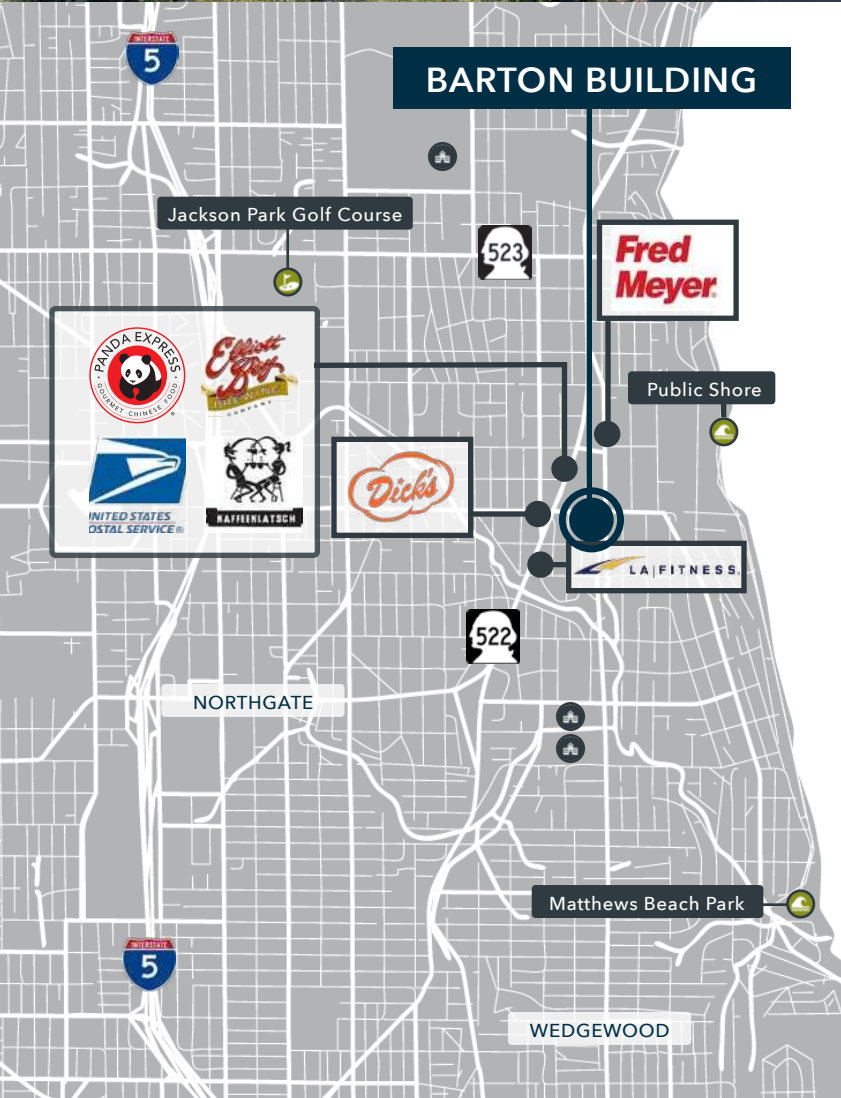 INTERSTATE
5
BARTON BUILDING
Jackson Park Golf Course
523
Fred
Meyer®
PANDA EXPRESS
GOURMET CHINESE FOOD
®
Elliott
Bay
BREWING
COMPANY
Public Shore
UNITED STATES
POSTAL SERVICE®
KAFFEEKLATSCH
Dick's
LA|FITNESS.
522
NORTHGATE
Matthews Beach Park
INTERSTATE
5
WEDGEWOOD